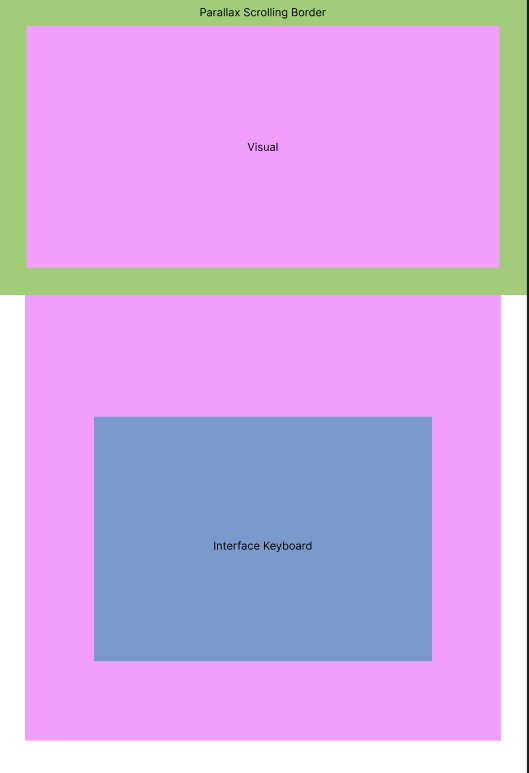 Parallax Scrolling Border
Visual
Interface Keyboard